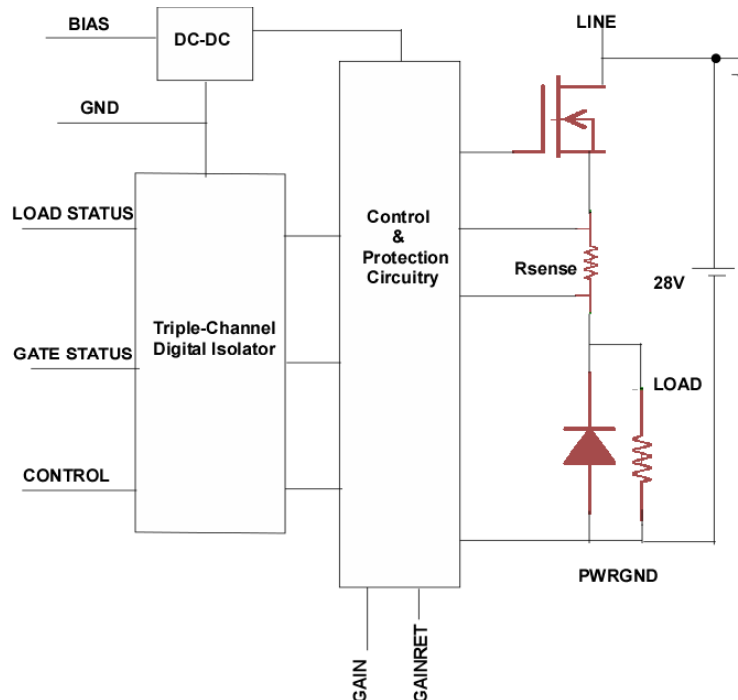 BIAS
DC-DC
LINE
GND
LOAD STATUS
Control
&
Protection
Circuitry
Rsense
28V
Triple-Channel
Digital Isolator
GATE STATUS
LOAD
CONTROL
PWRGND
GAIN
GAINRET